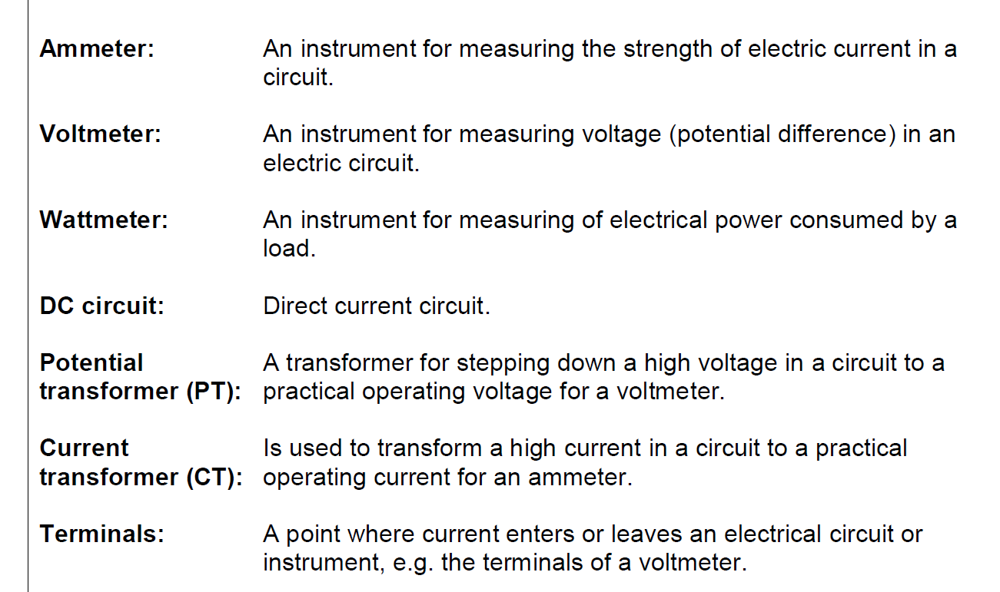 Ammeter: An instrument for measuring the strength of electric current in a
circuit.
Voltmeter: An instrument for measuring voltage (potential difference) in an
electric circuit.
Wattmeter: An instrument for measuring of electrical power consumed by a
load.
DC circuit: Direct current circuit.
Potential A transformer for stepping down a high voltage in a circuit to a
transformer (PT): practical operating voltage for a voltmeter.
Current Is used to transform a high current in a circuit to a practical
transformer (CT): operating current for an ammeter.
Terminals: A point where current enters or leaves an electrical circuit or
instrument, e.g. the terminals of a voltmeter.